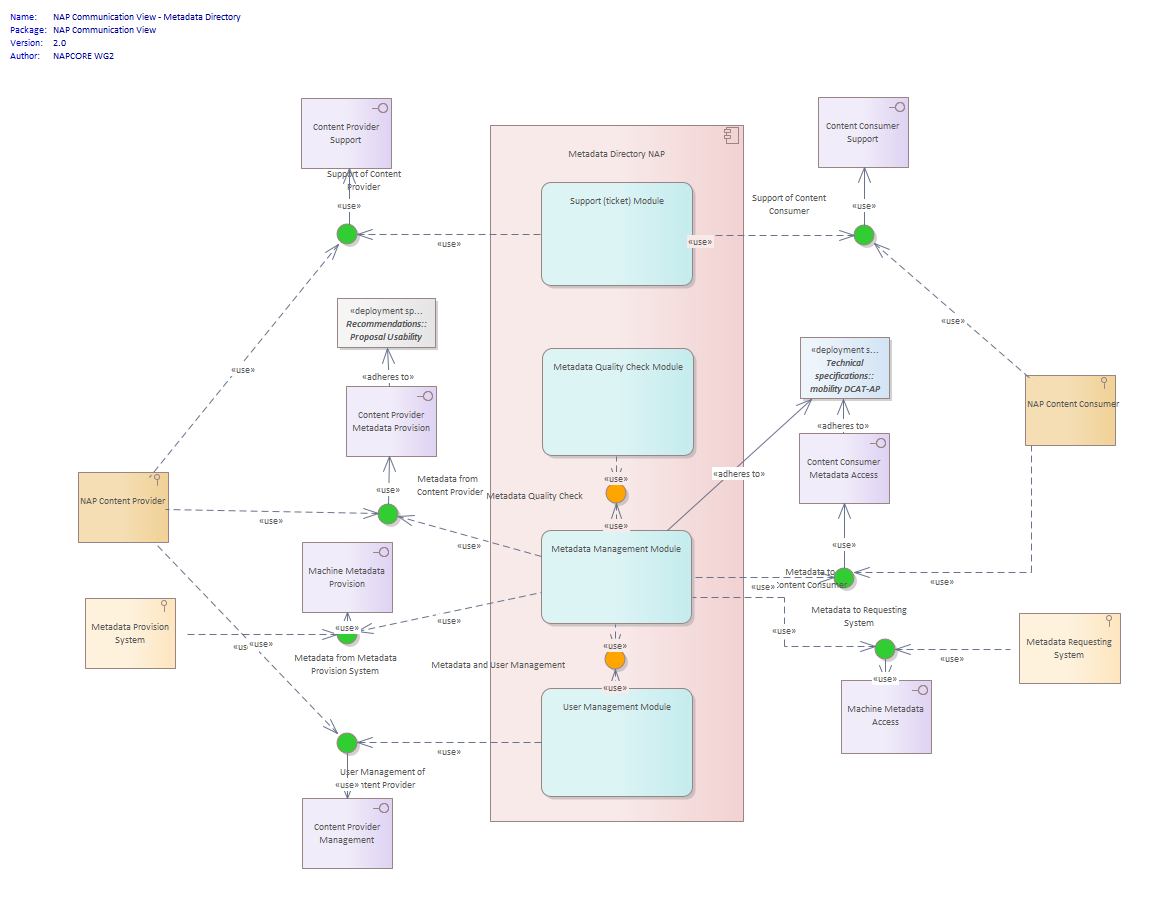 Name: NAP Communication View - Metadata Directory
Package: NAP Communication View
Version: 2.0
Author: NAPCORE WG2
Content Provider
Support
Support of Content
Provider
«use»
Metadata Directory NAP
Support (ticket) Module
«use»
«use»
Content Consumer
Support
Support of Content
Consumer
«use»
«use»
«use»
«deployment sp...
Recommendations::
Proposal Usability
«adheres to»
Content Provider
Metadata Provision
«use»
Metadata from
Content Provider
Metadata Quality Check Module
«use»
Metadata Quality Check
«use»
«deployment s...
Technical
specifications::
mobility DCAT-AP
«adheres to»
«adheres to»
Content Consumer
Metadata Access
«use»
NAP Content Consumer
NAP Content Provider
«use»
«use»
Metadata Management Module
Machine Metadata
Provision
«use»
«use»
Metadata from Metadata
Provision System
Metadata Provision
System
«us
«use»
Metadata to
Content Consumer
«use»
«use»
Metadata to Requesting
System
«use»
«use»
«use»
Metadata Requesting
System
Machine Metadata
Access
«use»
Metadata and User Management
«use»
User Management Module
«use»
User Management of
«use» ntent Provider
Content Provider
Management